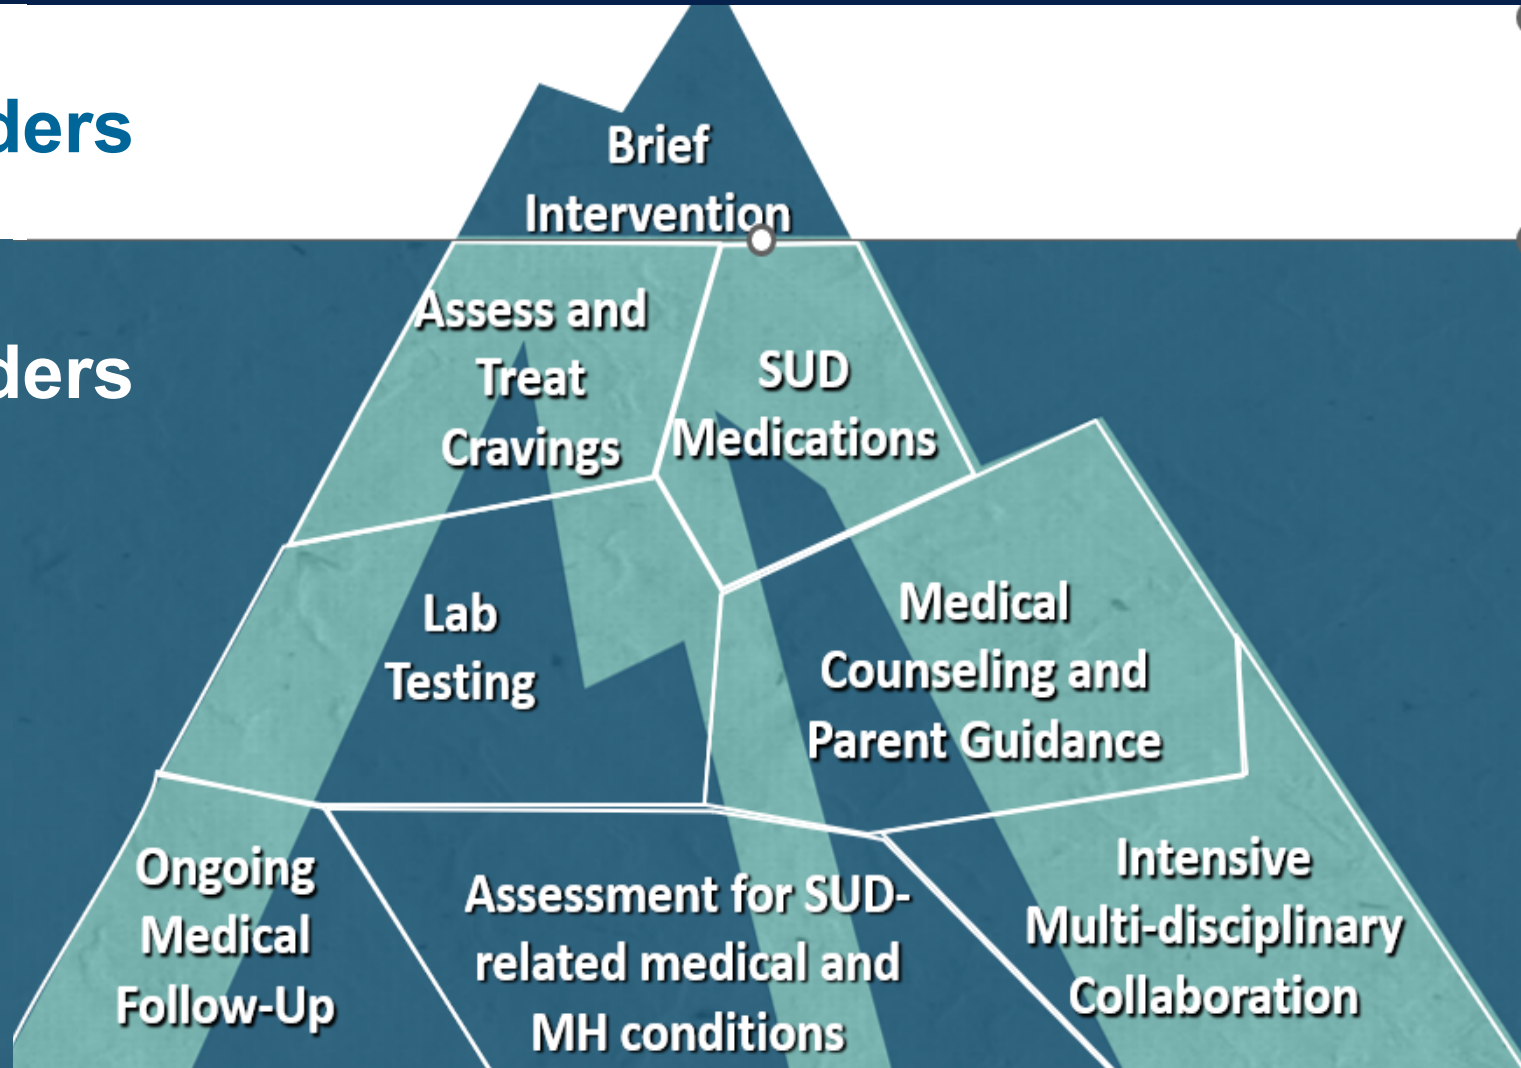 ders
Brief
Intervention
ders
Assess and
Treat
Cravings
SUD
Medications
Lab
Testing
Medical
Counseling and
Parent Guidance
Ongoing
Medical
Follow-Up
Assessment for SUD-
related medical and
MH conditions
Intensive
Multi-disciplinary
Collaboration